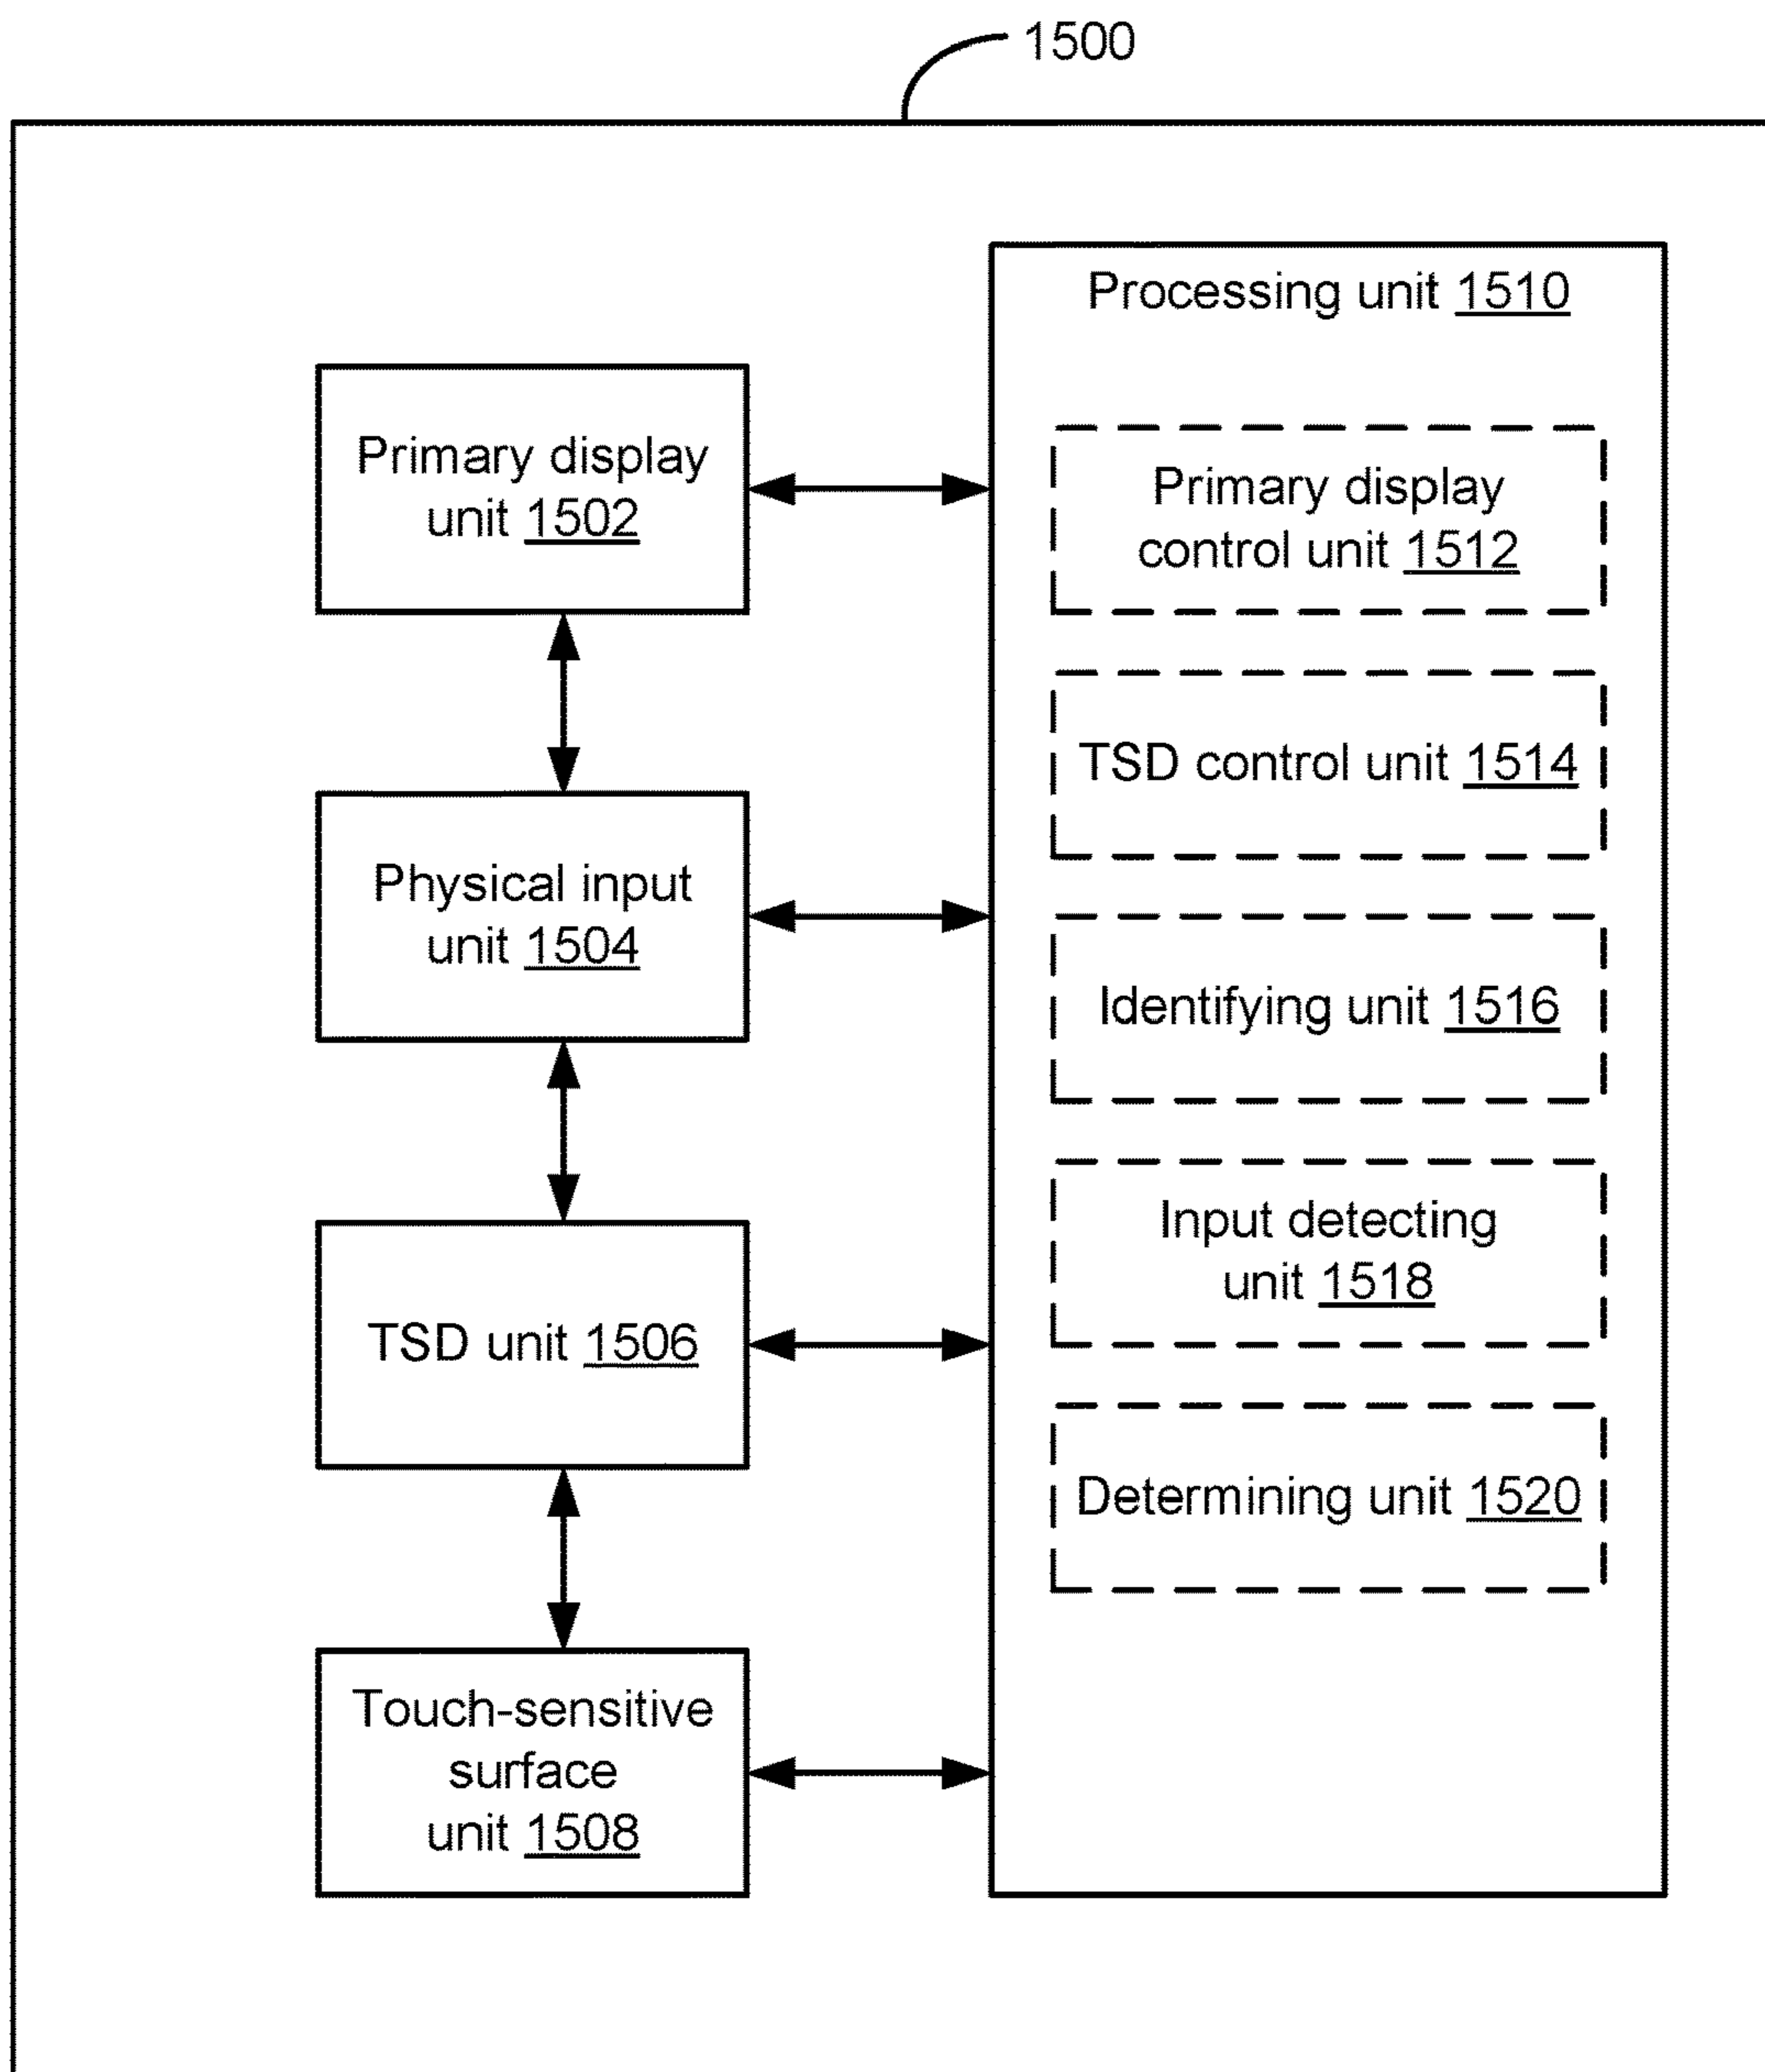 1500
Processing unit 1510
Primary display
unit 1502
Primary display
control unit 1512
TSD control unit 1514
Physical input
unit 1504
Identifying unit 1516
Input detecting
unit 1518
TSD unit 1506
Determining unit 1520
Touch-sensitive
surface
unit 1508